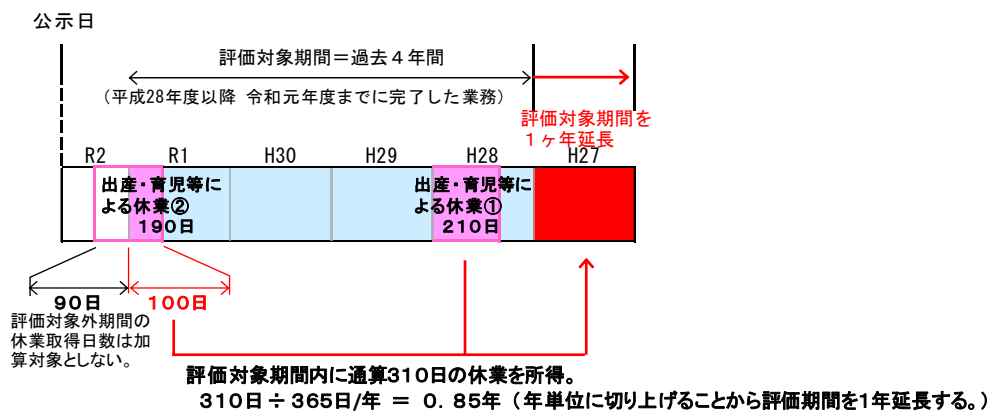 公示日
評価対象期間＝過去４年間
（平成28年度以降 令和元年度までに完了した業務）
評価対象期間を
１ヶ年延長
R2 R1 H30 H29 H28 H27
出産・育児等に
よる休業②
190日
出産・育児等に
よる休業①
210日
90日
100日
評価対象外期間の
休業取得日数は加
算対象としない。
評価対象期間内に通算310日の休業を所得。
310日 ÷ 365日/年 ＝ ０．８５年（年単位に切り上げることから評価期間を1年延長する。）